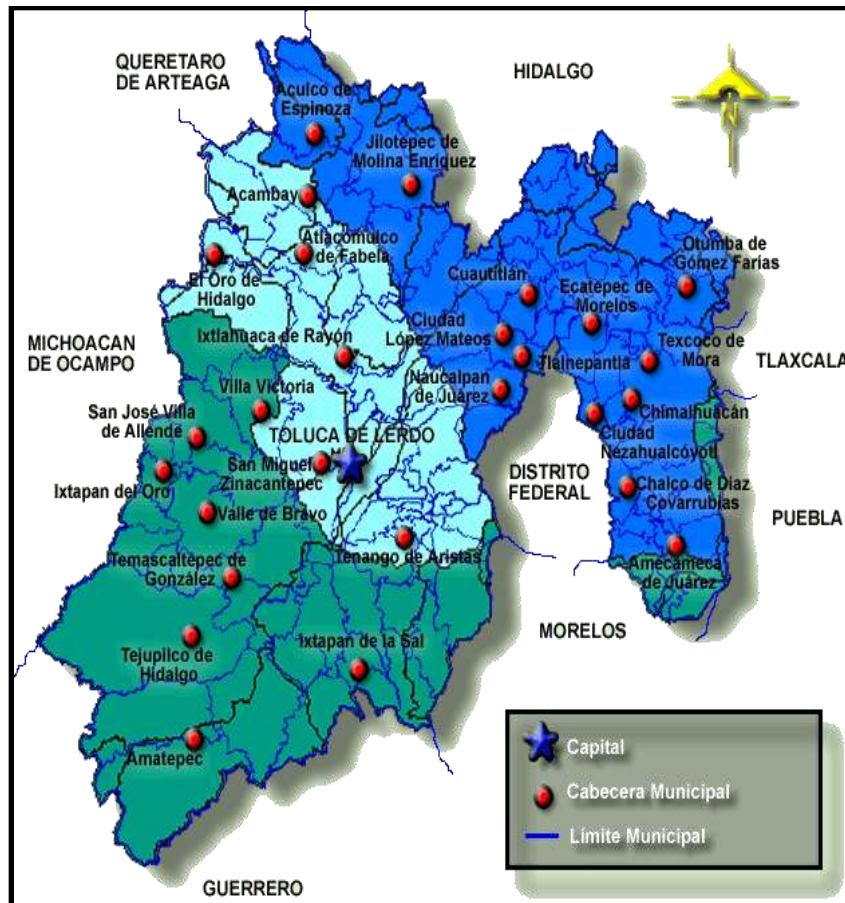 QUERETARO
DE ARTEAGA
HIDALGO
Aculco de
Espinoza
Jilotepec de
Molina Enriquez
N
Acambay
Atlacomulco
de Fabela
Otumba de
Gómez Farías
El Oro de
Hidalgo
Cuautitlán
Ecatepec de
Morelos
MICHOACAN
DE OCAMPO
Ixtlahuaca de Rayón
Ciudad
López Mateos
Tlalnepantla
Texcoco de
Mora
TLAXCALA
Villa Victoria
Naucalpan
de Juárez
Chimalhuacán
San José Villa
de Allende
TOLUCA DE LERDO
Ciudad
Nezahualcóyotl
San Miguel
Zinacantepec
DISTRITO
FEDERAL
Ixtapan del Oro
Chalco de Díaz
Covarrubias
Valle de Bravo
PUEBLA
Tenango de Aristas
Temascaltepec de
González
Amecameca
de Juárez
MORELOS
Ixtapan de la Sal
Tejupilco de
Hidalgo
Amatepec
Capital
Cabecera Municipal
Límite Municipal
GUERRERO